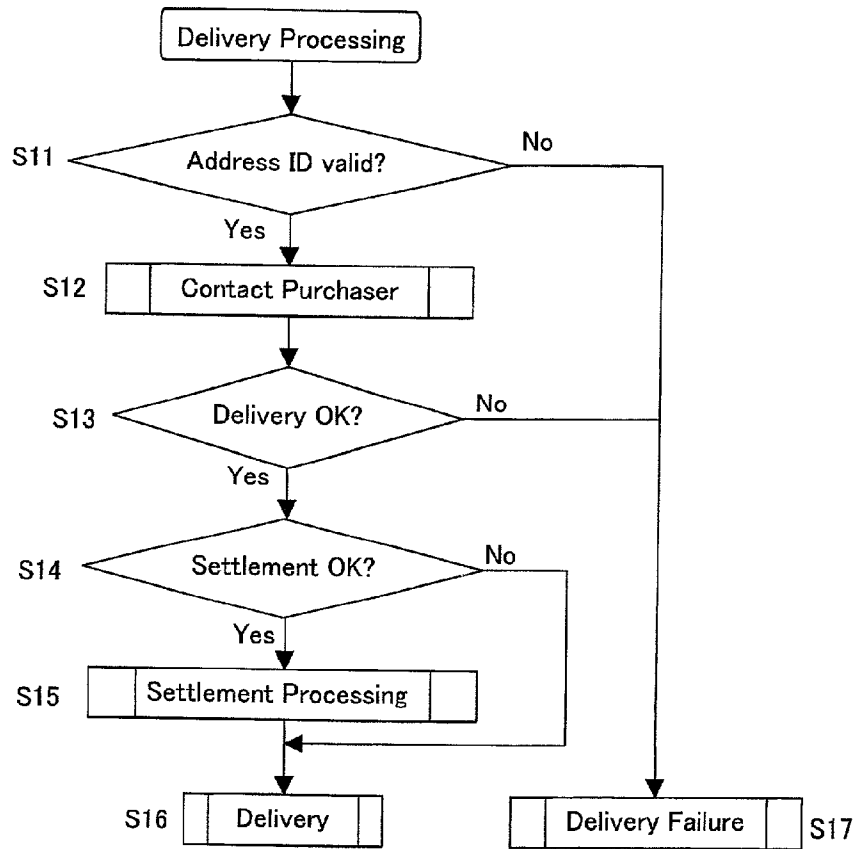 Delivery Processing
S11
Address ID valid?
No
Yes
S12
Contact Purchaser
S13
Delivery OK?
No
Yes
S14
Settlement OK?
No
Yes
S15
Settlement Processing
S16
Delivery
Delivery Failure
S17